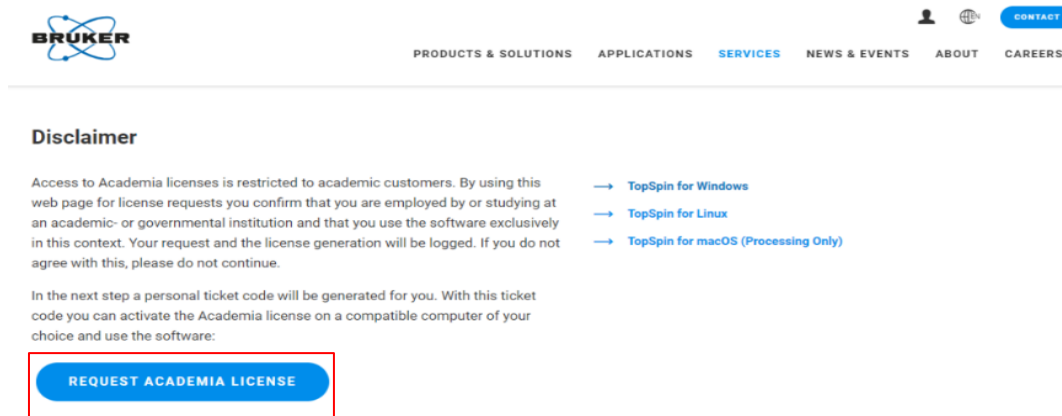 BRUKER
EN
CONTACT
PRODUCTS & SOLUTIONS APPLICATIONS SERVICES NEWS & EVENTS ABOUT CAREERS
Disclaimer
Access to Academia licenses is restricted to academic customers. By using this
web page for license requests you confirm that you are employed by or studying at
an academic- or governmental institution and that you use the software exclusively
in this context. Your request and the license generation will be logged. If you do not
agree with this, please do not continue.
In the next step a personal ticket code will be generated for you. With this ticket
code you can activate the Academia license on a compatible computer of your
choice and use the software:
REQUEST ACADEMIA LICENSE
→ TopSpin for Windows
→ TopSpin for Linux
→ TopSpin for macOS (Processing Only)